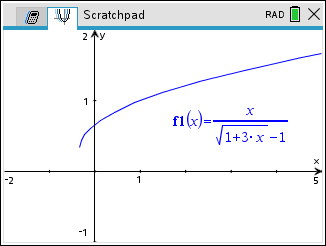 Scratchpad RAD
2 y
1
f1(x)=x/(√(1+3·x)-1)
x
-2 1 5
-1